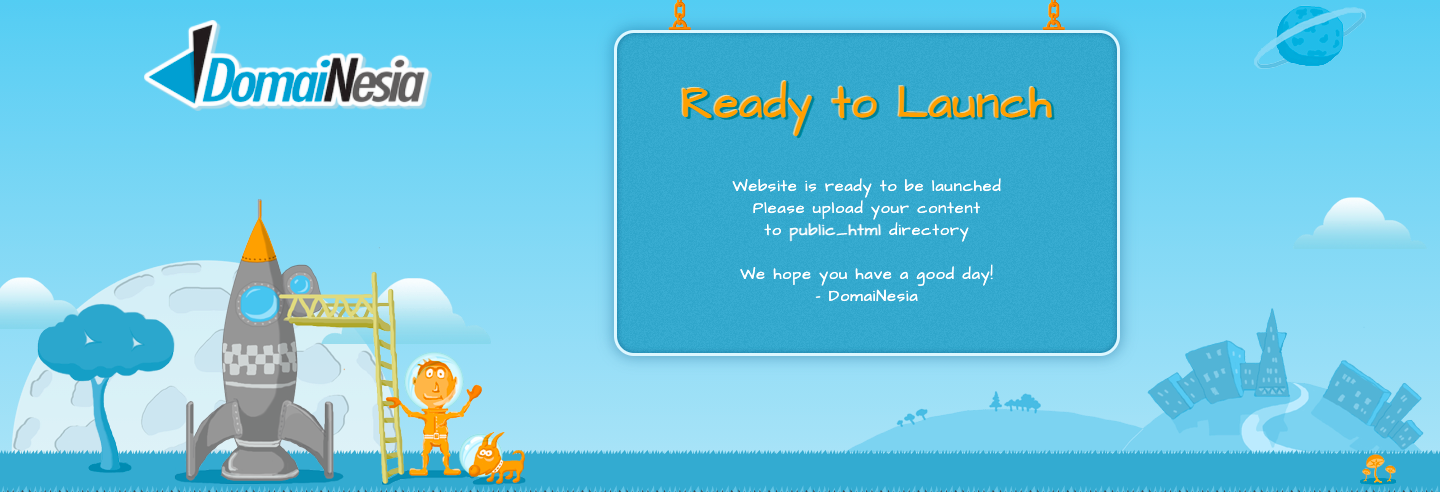 DomaiNesia
Ready to Launch
Website is ready to be launched
Please upload your content
to public_html directory
We hope you have a good day!
- DomaiNesia